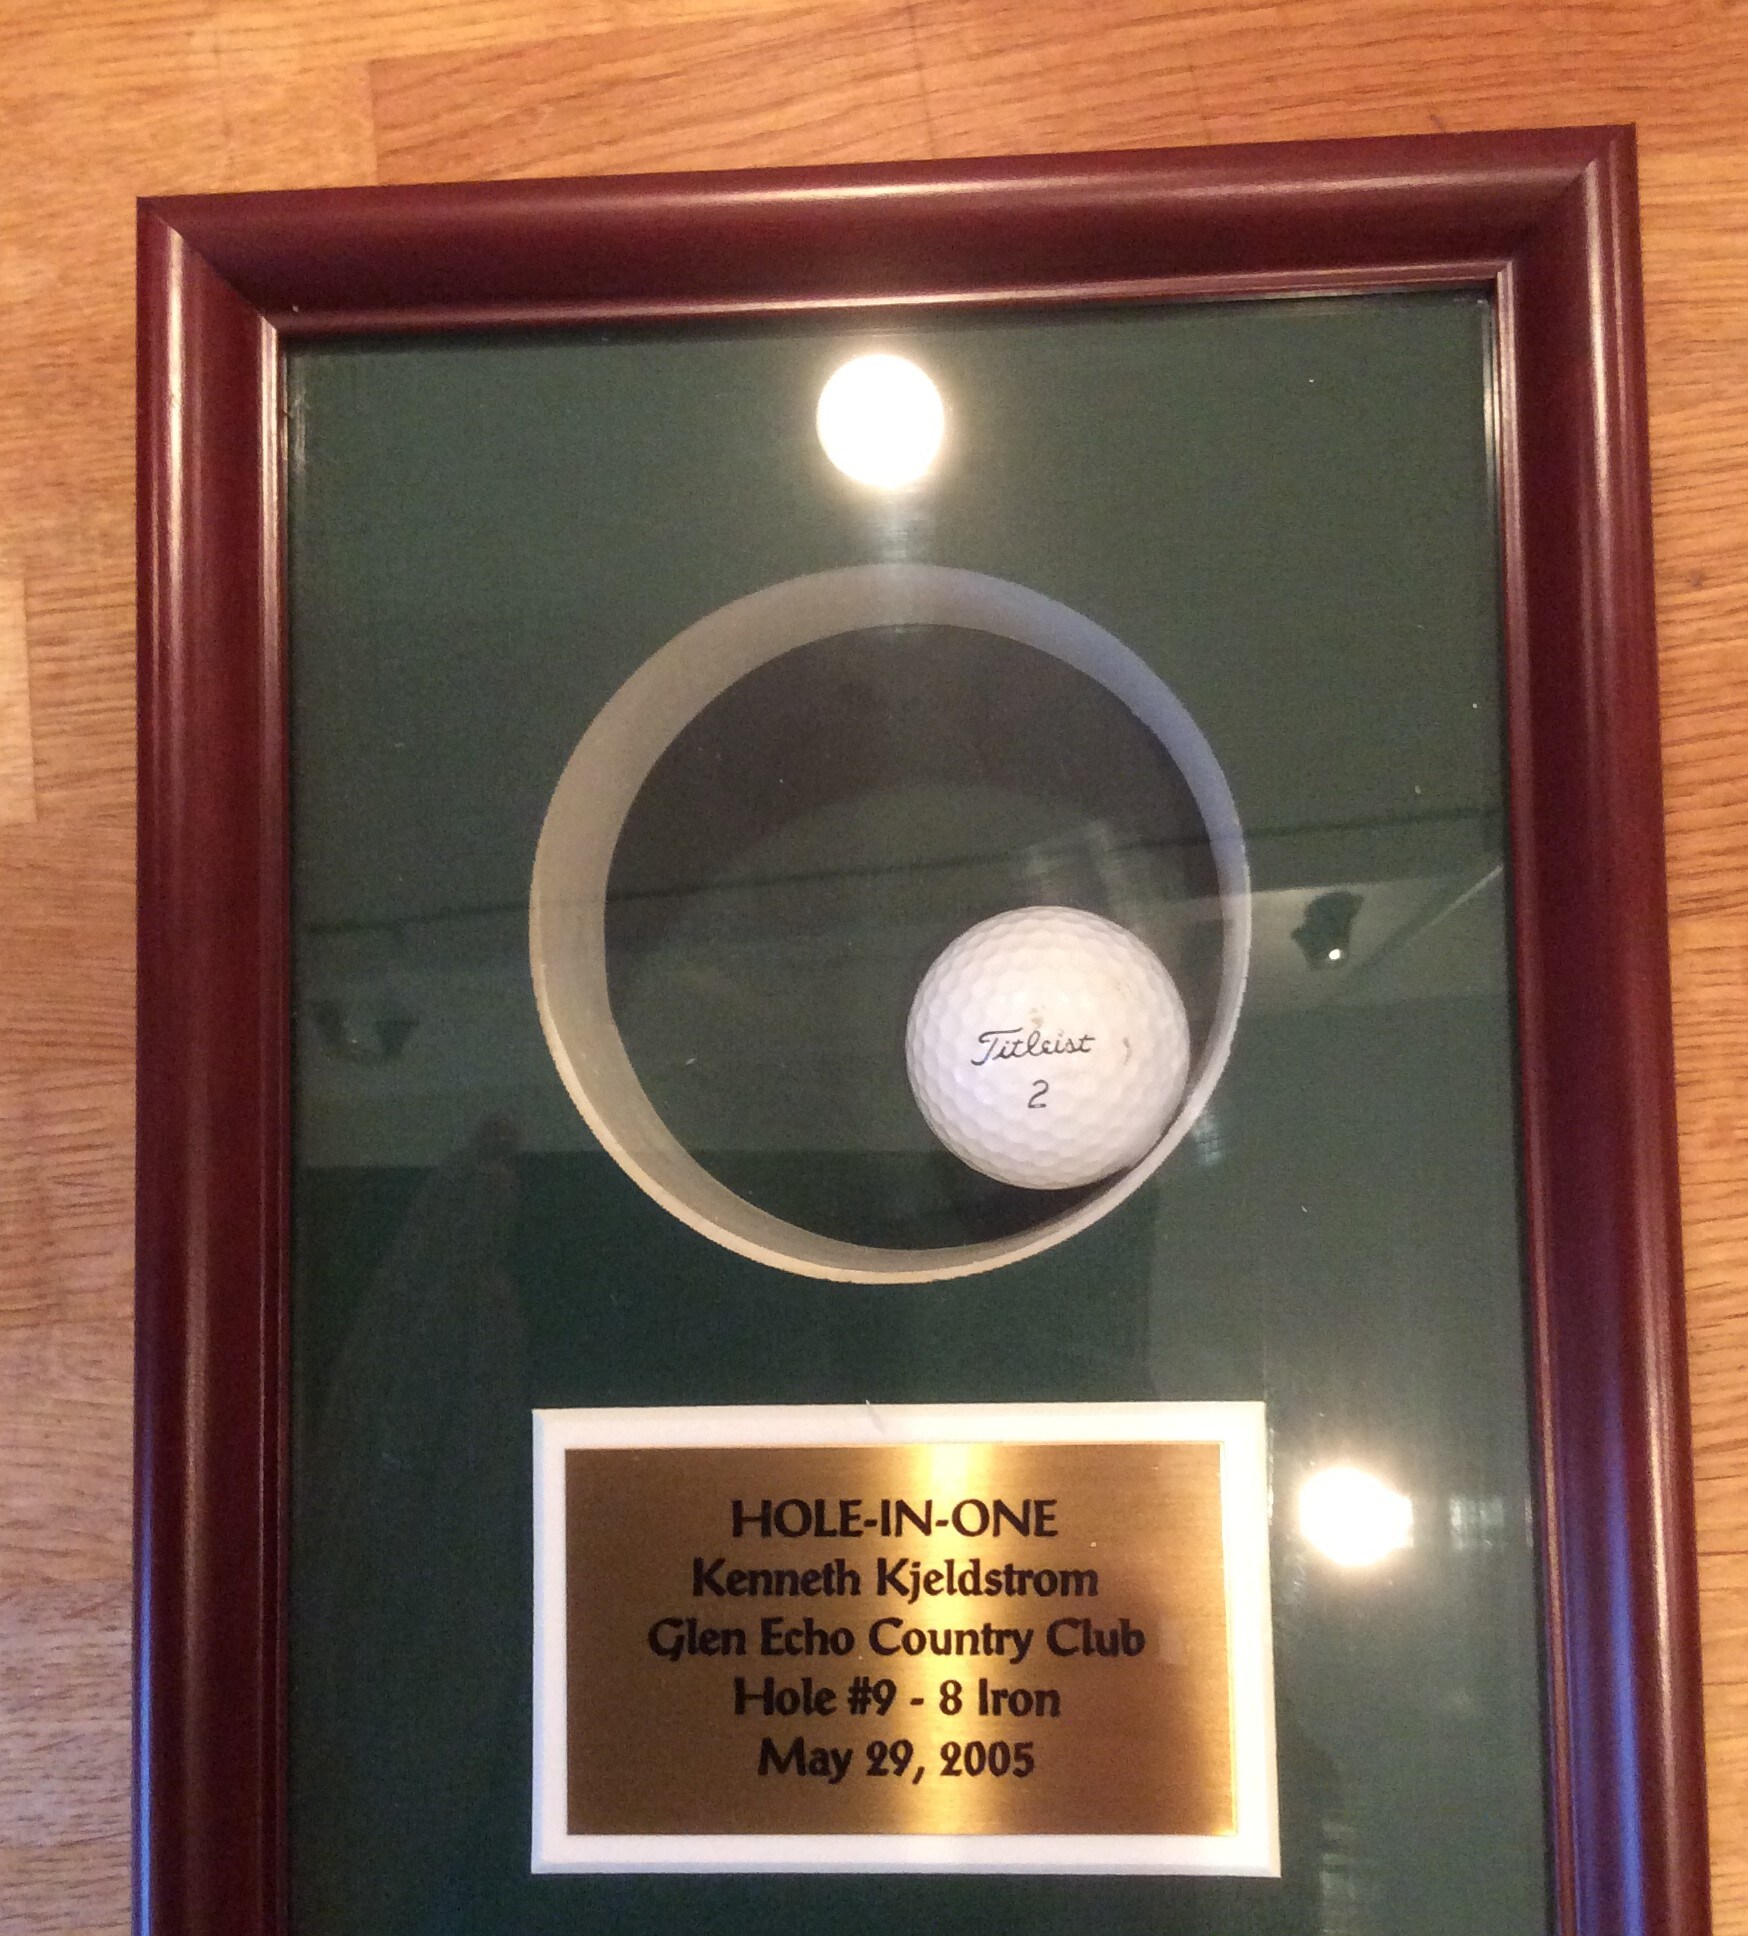 Titleist
2
HOLE-IN-ONE
Kenneth Kjeldstrom
Glen Echo Country Club
Hole #9 - 8 Iron
May 29, 2005